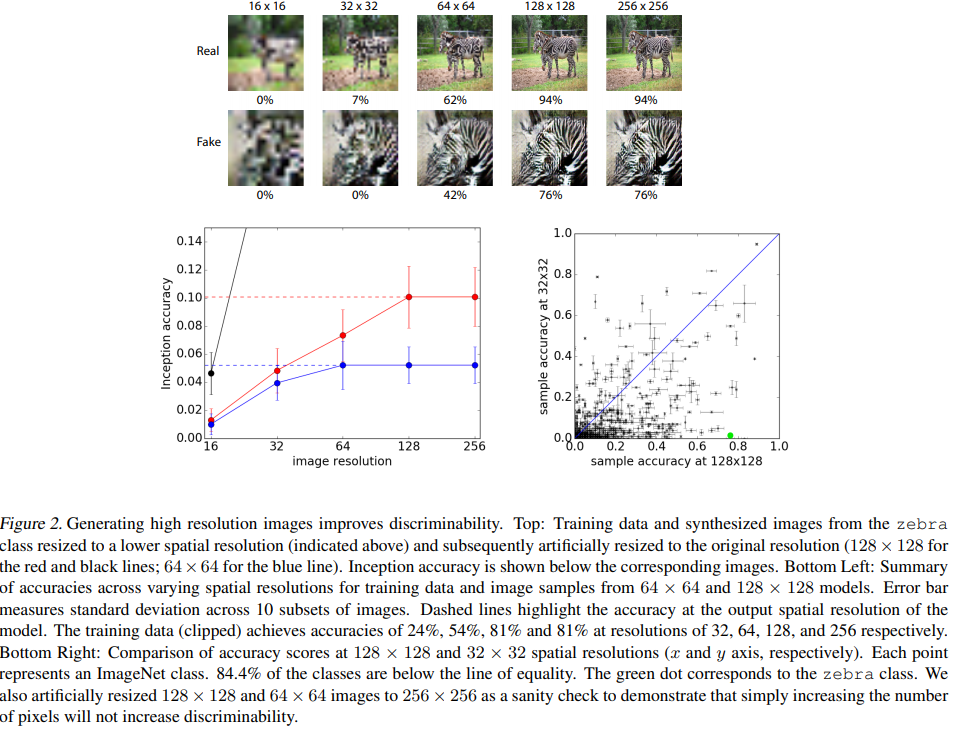 16 x 16 32 x 32 64 x 64 128 x 128 256 x 256
Real
0% 7% 62% 94% 94%
Fake
0% 0% 42% 76% 76%
0.14
0.12
0.10
0.08
0.06
0.04
0.02
0.00
Inception accuracy
16 32 64 128 256
image resolution
1.0
0.8
0.6
0.4
0.2
0.0
sample accuracy at 32x32
0.0 0.2 0.4 0.6 0.8 1.0
sample accuracy at 128x128
Figure 2. Generating high resolution images improves discriminability. Top: Training data and synthesized images from the zebra
class resized to a lower spatial resolution (indicated above) and subsequently artificially resized to the original resolution (128 × 128 for
the red and black lines; 64 × 64 for the blue line). Inception accuracy is shown below the corresponding images. Bottom Left: Summary
of accuracies across varying spatial resolutions for training data and image samples from 64 × 64 and 128 × 128 models. Error bar
measures standard deviation across 10 subsets of images. Dashed lines highlight the accuracy at the output spatial resolution of the
model. The training data (clipped) achieves accuracies of 24%, 54%, 81% and 81% at resolutions of 32, 64, 128, and 256 respectively.
Bottom Right: Comparison of accuracy scores at 128 × 128 and 32 × 32 spatial resolutions (x and y axis, respectively). Each point
represents an ImageNet class. 84.4% of the classes are below the line of equality. The green dot corresponds to the zebra class. We
also artificially resized 128 × 128 and 64 × 64 images to 256 × 256 as a sanity check to demonstrate that simply increasing the number
of pixels will not increase discriminability.